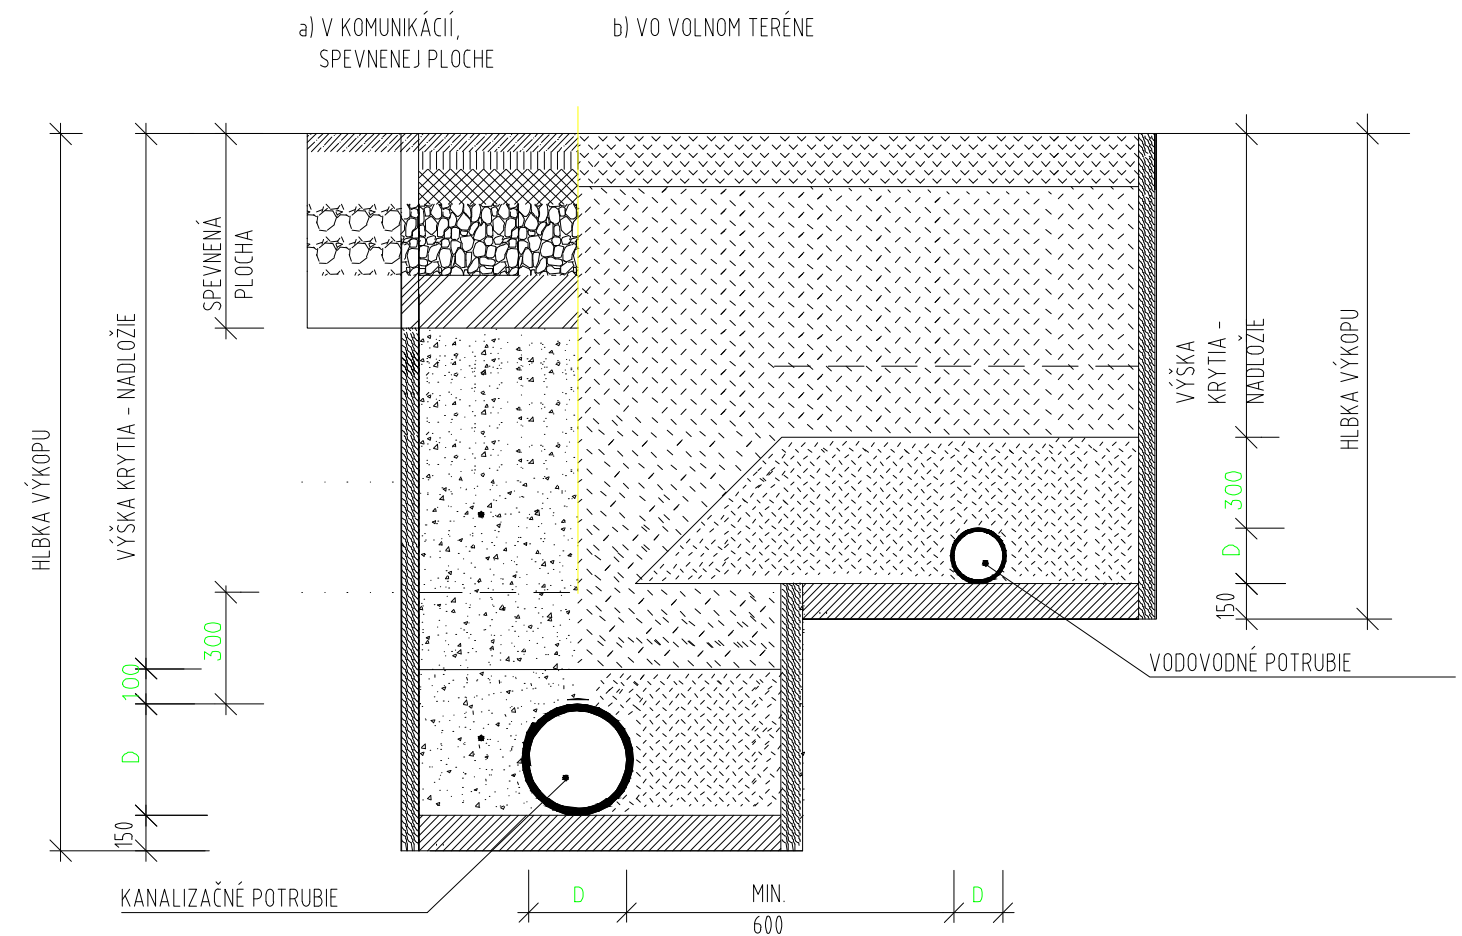 a) V KOMUNIKÁCIÍ,
SPEVNENEJ PLOCHE
b) VO VOLNOM TERÉNE
HLBKA VÝKOPU
VÝŠKA KRYTIA - NADLOŽIE
SPEVNENÁ
PLOCHA
300
100
D
150
VÝŠKA
KRYTIA -
NADLOŽIE
HLBKA VÝKOPU
300
D
150
VODOVODNÉ POTRUBIE
KANALIZAČNÉ POTRUBIE
D
MIN.
600
D